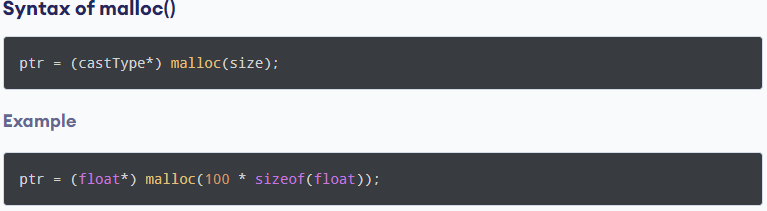 Syntax of malloc()
ptr = (castType*) malloc(size);
Example
ptr = (float*) malloc(100 * sizeof(float));